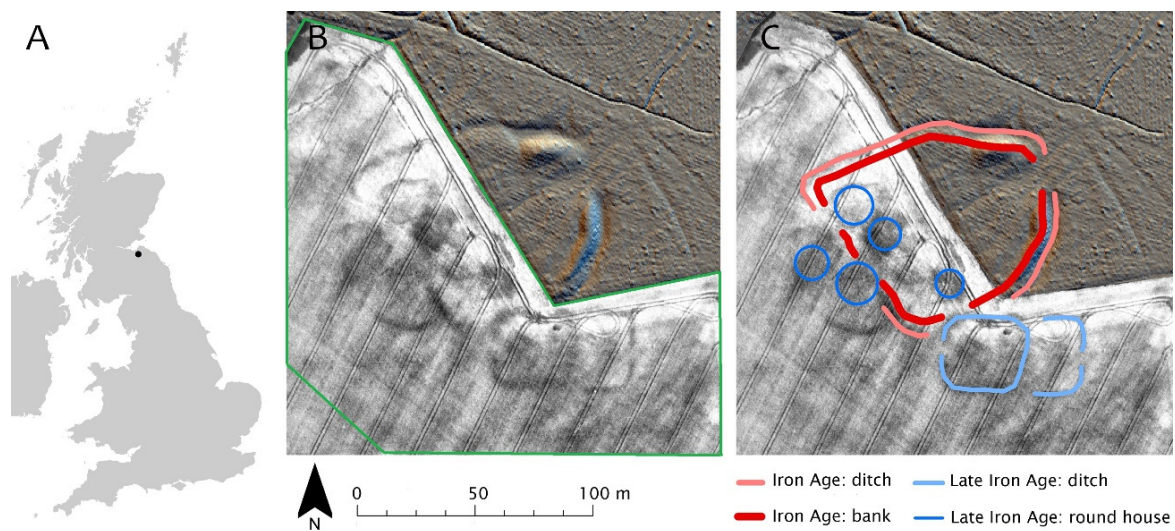 A
B
C
N
0 50 100 m
Iron Age: ditch
Late Iron Age: ditch
Iron Age: bank
Late Iron Age: round house